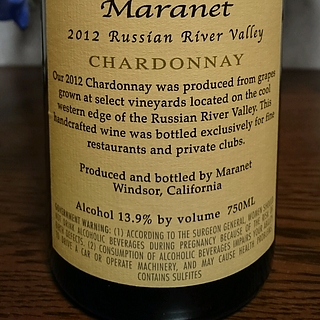 Maranet
2012 Russian River Valley
CHARDONNAY
Our 2012 Chardonnay was produced from grapes
grown at select vineyards located on the cool
western edge of the Russian River Valley. This
handcrafted wine was bottled exclusively for fine
restaurants and private clubs.
Produced and bottled by Maranet
Windsor, California
Alcohol 13.9% by volume 750ML
GOVERNMENT WARNING: (1) ACCORDING TO THE SURGEON GENERAL, WOMEN SHOULD
NOT DRINK ALCOHOLIC BEVERAGES DURING PREGNANCY BECAUSE OF THE
(2) CONSUMPTION OF ALCOHOLIC BEVERAGES IMPAIRS YOUR
TO DRIVE A CAR OR OPERATE MACHINERY, AND MAY CAUSE HEALTH
CONTAINS SULFITES